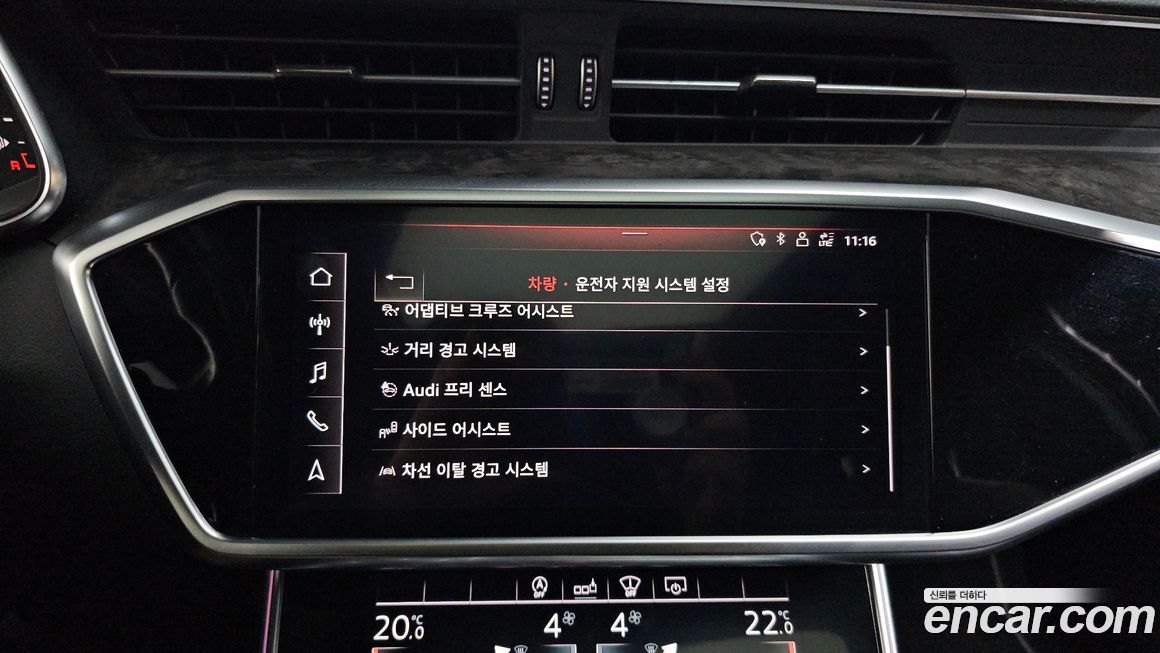 LTE 11:16
차량 · 운전자 지원 시스템 설정
어댑티브 크루즈 어시스트
거리 경고 시스템
Audi 프리 센스
사이드 어시스트
차선 이탈 경고 시스템
A OFF OFF
20.0°C 4 4 22.0°C
신뢰를 더하다
encar.com